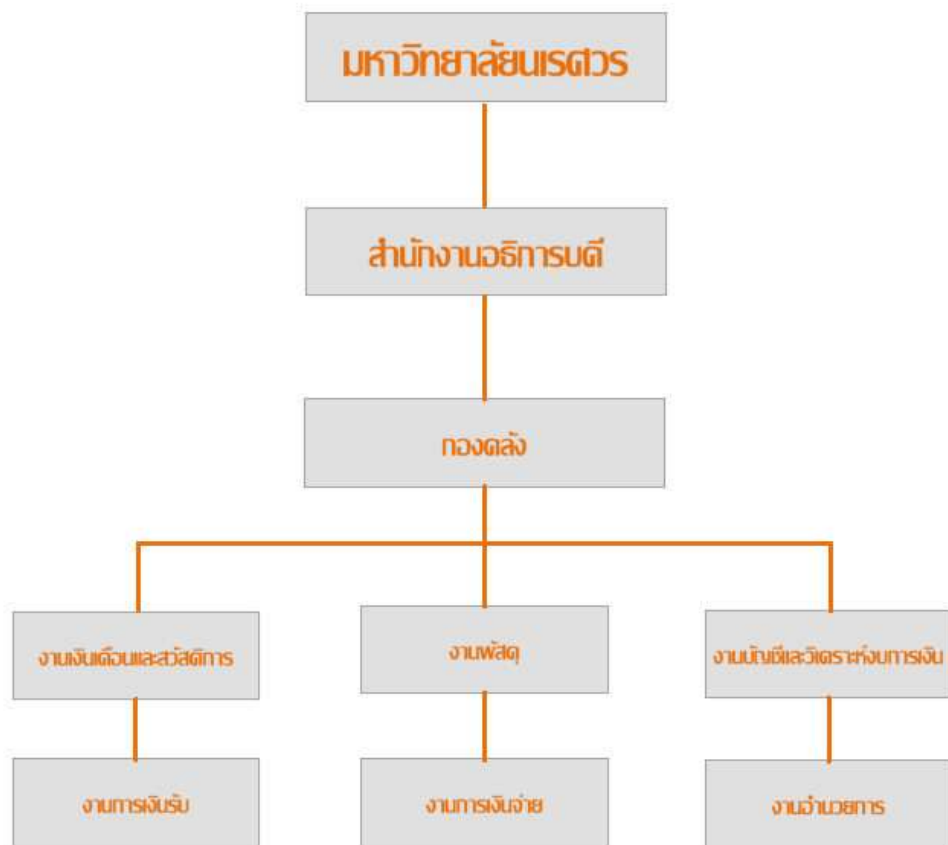 มหาวิทยาลัยนเรศวร
สำนักงานอธิการบดี
กองคลัง
งานเงินเดือนและสวัสดิการ
งานพัสดุ
งานบัญชีและวิเคราะห์งบการเงิน
งานการเงินรับ
งานการเงินจ่าย
งานอำนวยการ